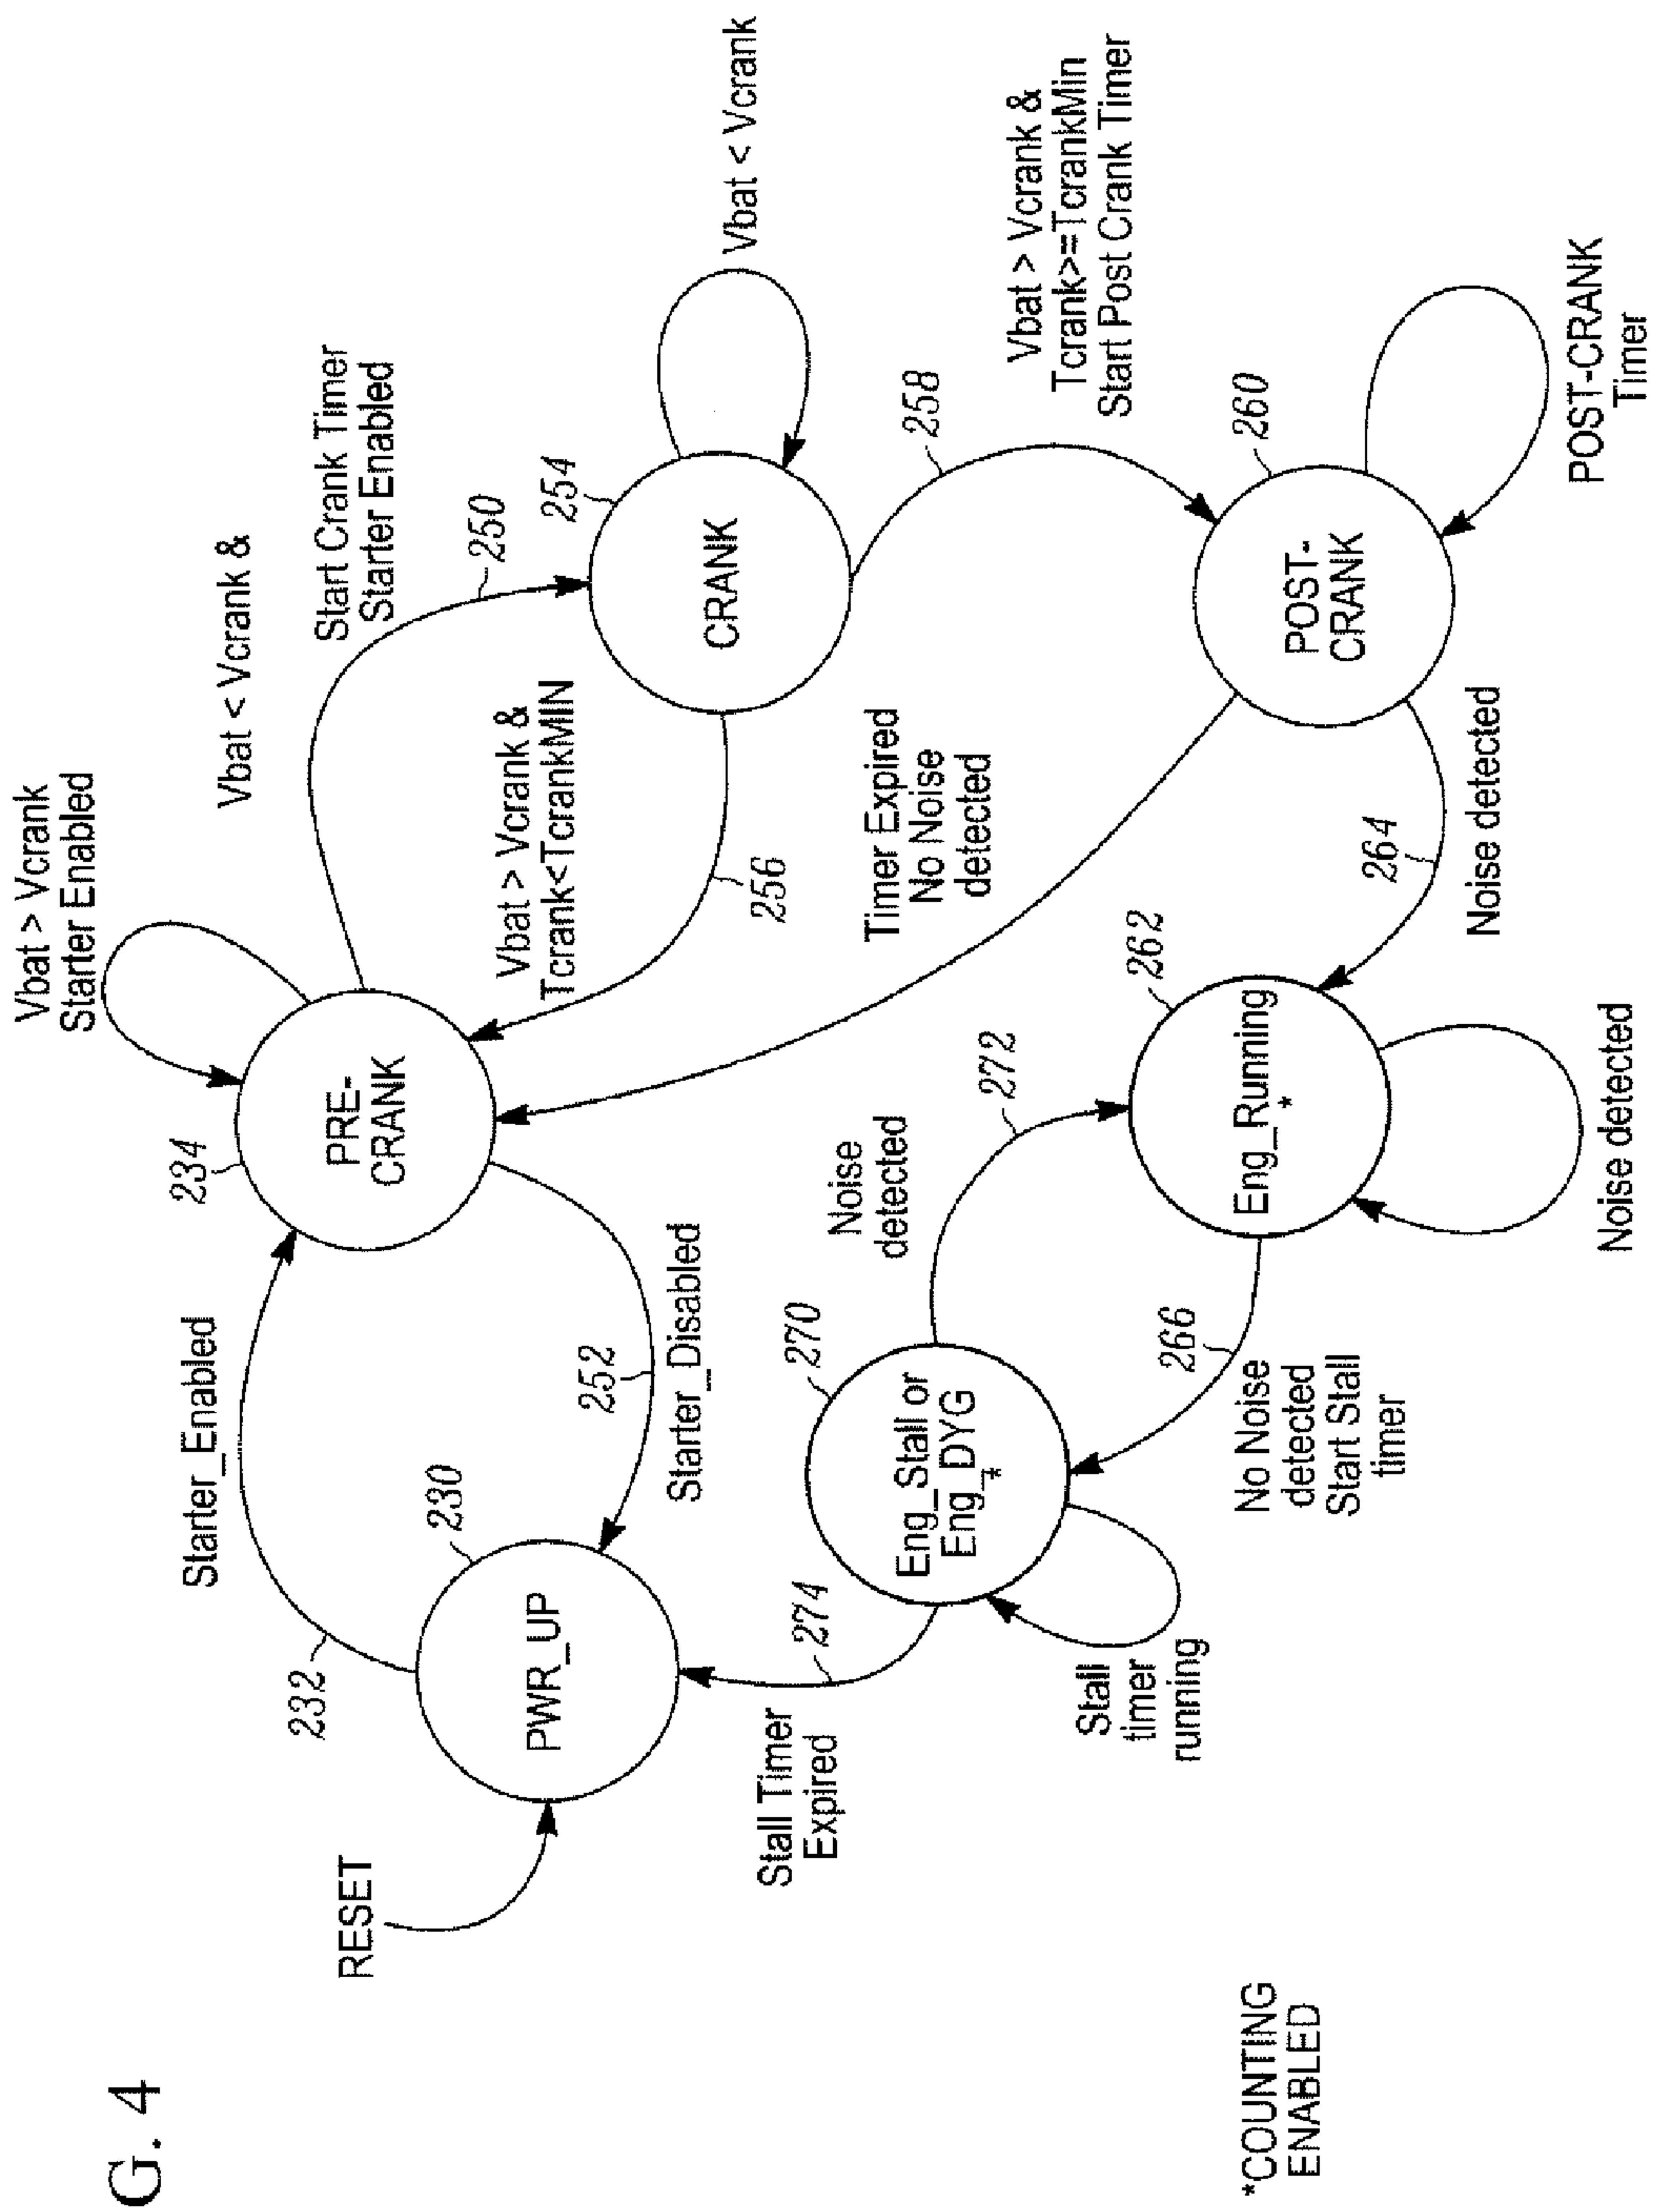 G. 4
RESET
PWR_UP
230
232
Starter_Enabled
252
Starter_Disabled
234
PRE-
CRANK
Vbat > Vcrank
Starter Enabled
Vbat < Vcrank &
Start Crank Timer
Starter Enabled
250
254
CRANK
Vbat < Vcrank
Vbat > Vcrank &
Tcrank<TcrankMIN
256
258
Vbat > Vcrank &
Tcrank>=TcrankMin
Start Post Crank Timer
260
POST-
CRANK
POST-CRANK
Timer
Timer Expired
No Noise
detected
264
Noise detected
262
Eng_Running
*
Noise detected
272
Noise
detected
266
No Noise
detected
Start Stall
timer
270
Eng_Stall or
Eng_DYG
*
Stall
timer
running
274
Stall Timer
Expired
*COUNTING
ENABLED